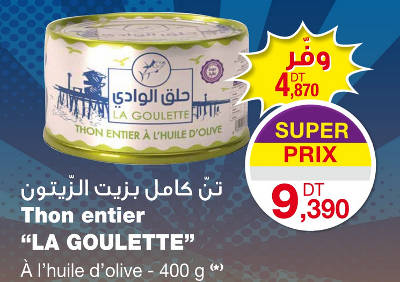 حلق الوادي
LA GOULETTE
THON ENTIER À L'HUILE D'OLIVE
وفّر
DT
4,870
SUPER
PRIX
DT
9,390
تنّ كامل بزيت الزّيتون
Thon entier
“LA GOULETTE”
À l'huile d'olive - 400 g (*)